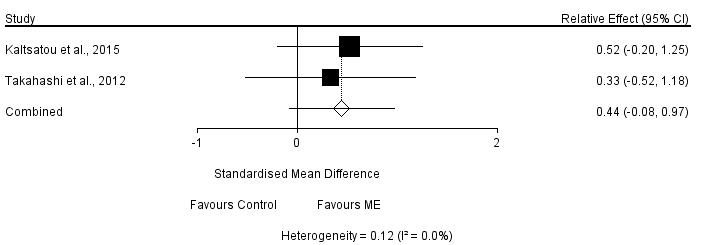 Study Relative Effect (95% CI)
Kaltsatou et al., 2015 0.52 (-0.20, 1.25)
Takahashi et al., 2012 0.33 (-0.52, 1.18)
Combined 0.44 (-0.08, 0.97)
-1 0 2
Standardised Mean Difference
Favours Control Favours ME
Heterogeneity = 0.12 (I² = 0.0%)